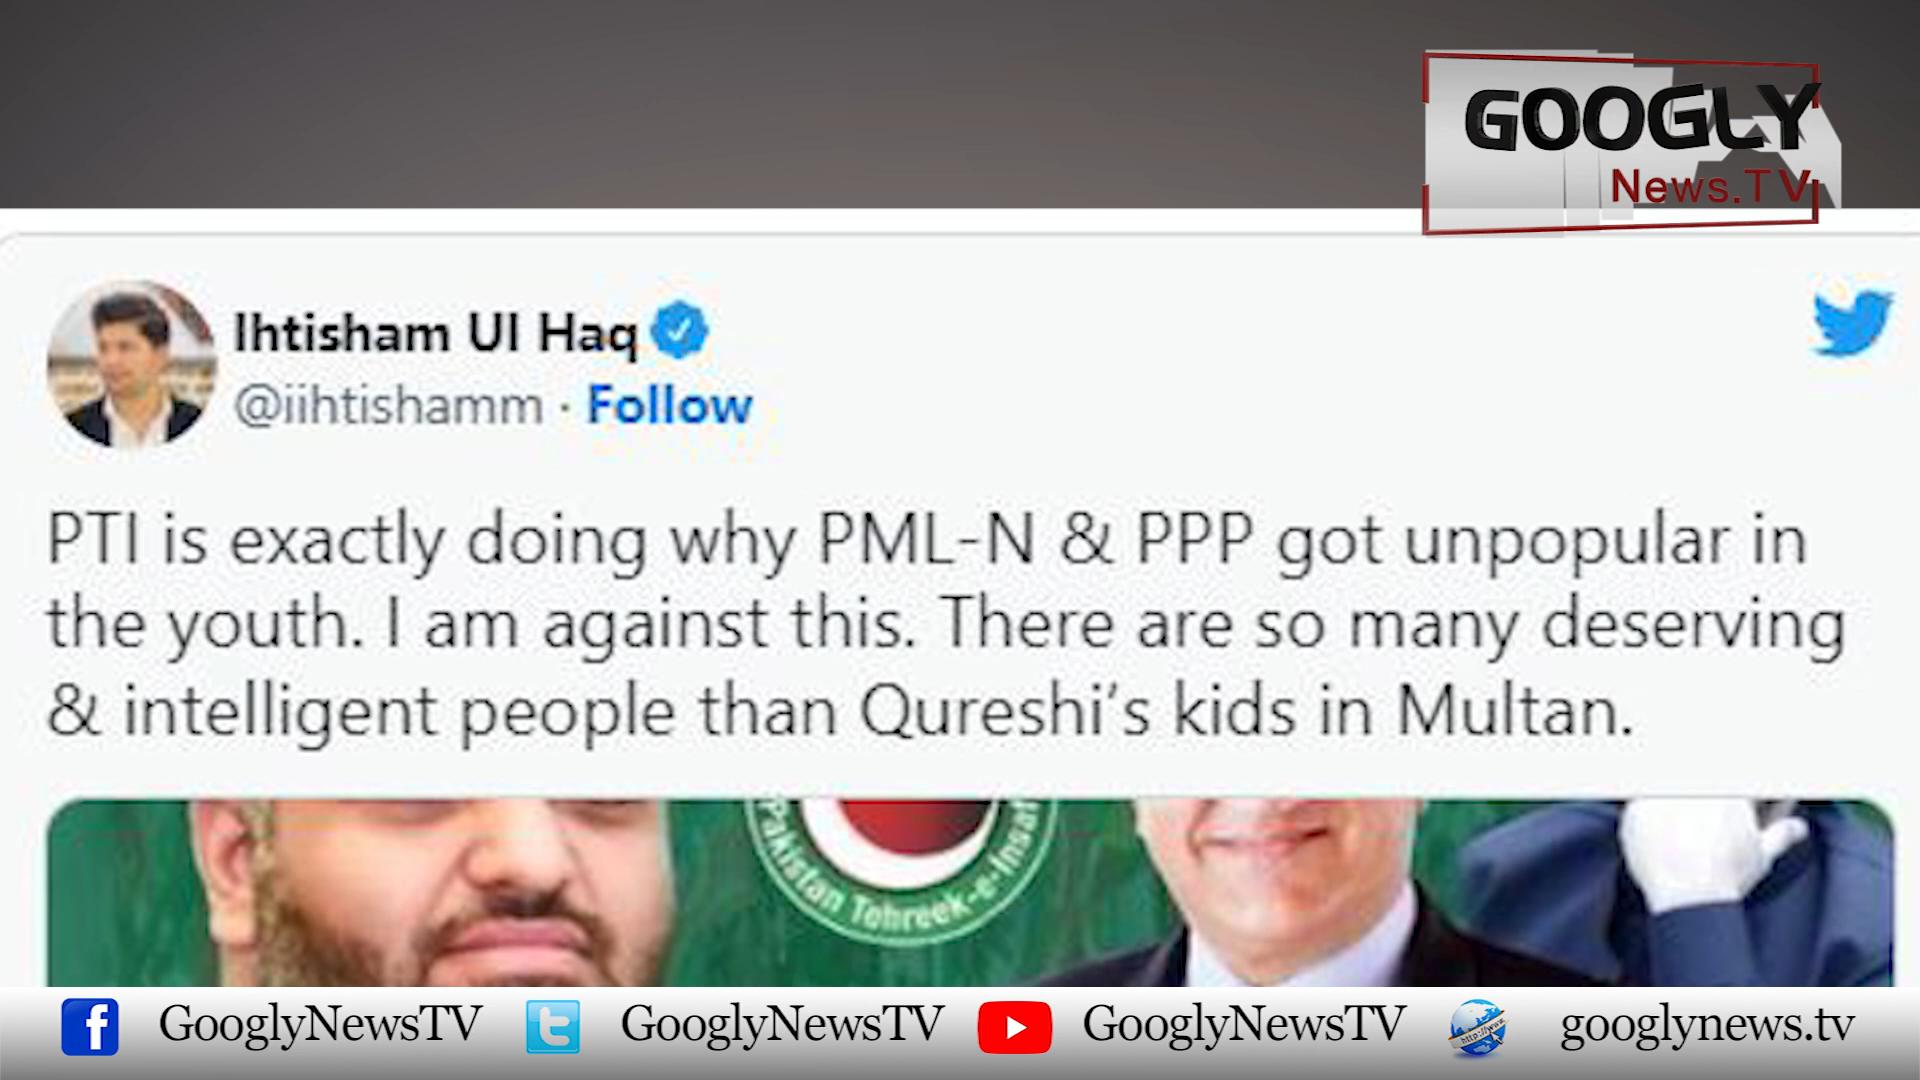 GOOGLY
News.TV
Ihtisham Ul Haq
@iihtishamm · Follow
PTI is exactly doing why PML-N & PPP got unpopular in
the youth. I am against this. There are so many deserving
& intelligent people than Qureshi's kids in Multan.
Pakistan Tehreek-e-Insaf
GooglyNewsTV
GooglyNewsTV
GooglyNewsTV
http://www
googlynews.tv